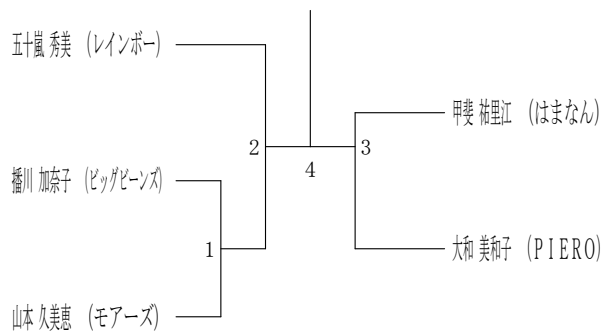 五十嵐 秀美 (レインボー)
甲斐 祐里江 (はまなん)
2
3
4
播川 加奈子 (ビッグビーンズ)
1
大和 美和子 (PIERO)
山本 久美恵 (モアーズ)